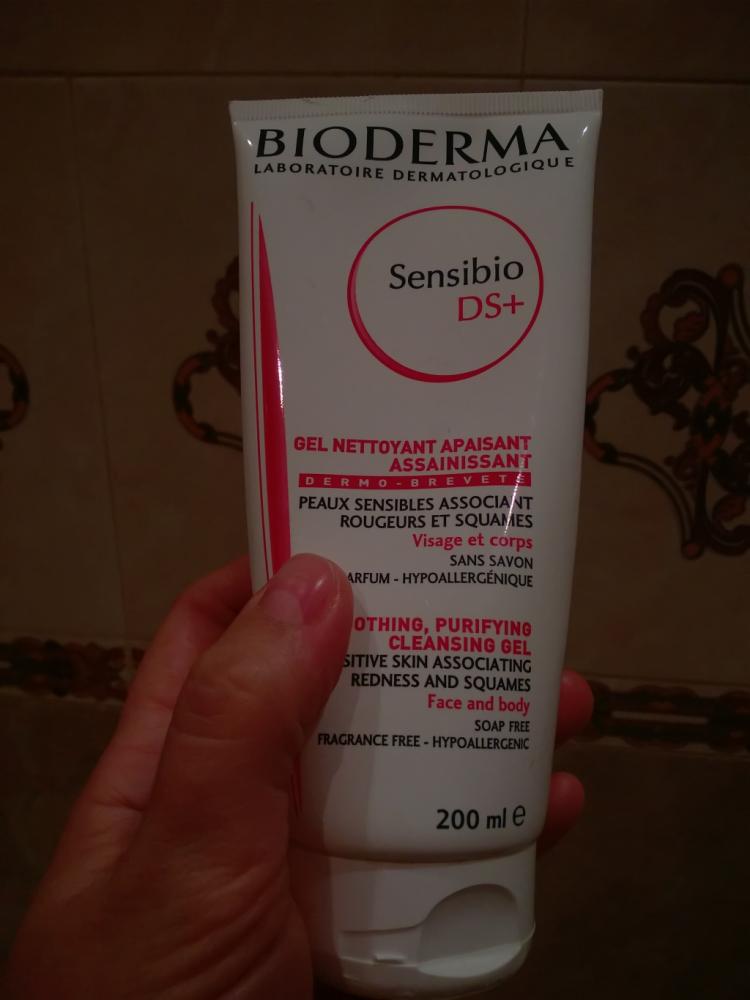 BIODERMA
LABORATOIRE DERMATOLOGIQUE
Sensibio
DS+
GEL NETTOYANT APAISANT
ASSAINISSANT
DERMO-BREVETÉ
PEAUX SENSIBLES ASSOCIANT
ROUGEURS ET SQUAMES
Visage et corps
SANS SAVON
- HYPOALLERGÉNIQUE
PURIFYING
CLEANSING GEL
SKIN ASSOCIATING
REDNESS AND SQUAMES
Face and body
SOAP FREE
FRAGRANCE FREE - HYPOALLERGENIC
200 ml e